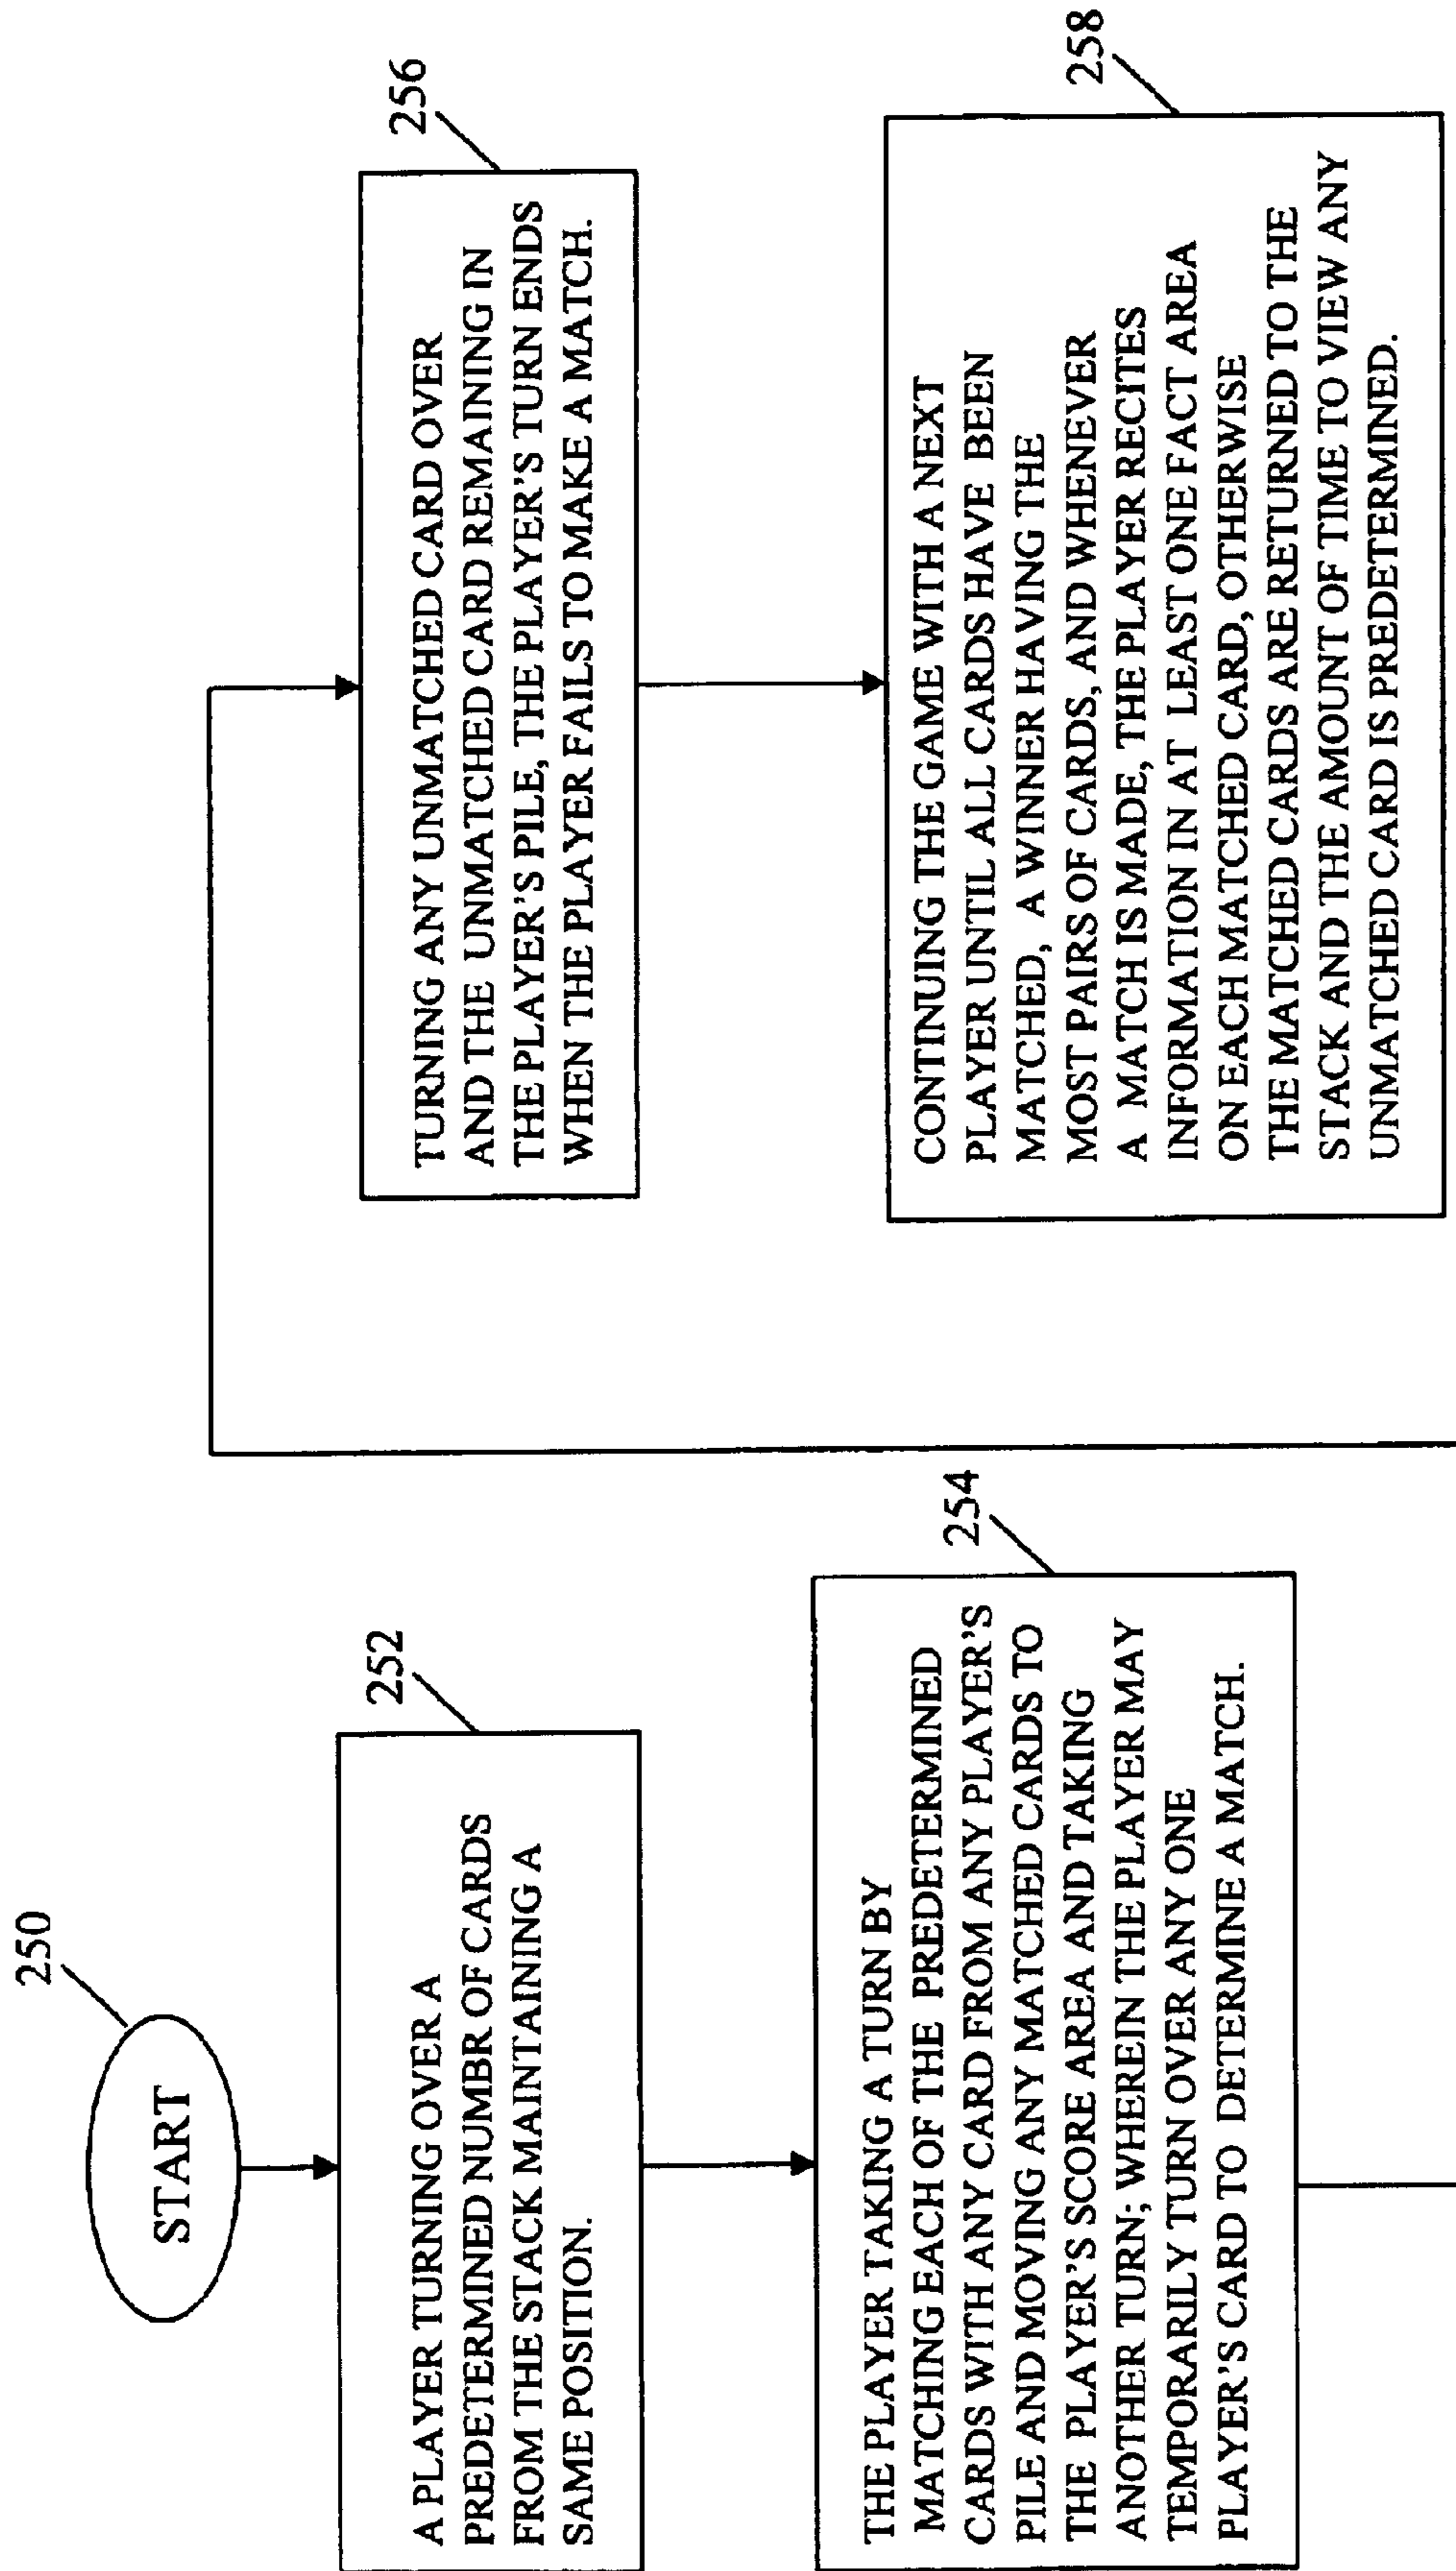 250
START
252
A PLAYER TURNING OVER A
PREDETERMINED NUMBR OF CARDS
FROM THE STACK MAINTAINING A
SAME POSITION.
254
THE PLAYER TAKING A TURN BY
MATCHING EACH OF THE PREDETERMINED
CARDS WITH ANY CARD FROM ANY PLAYER'S
PILE AND MOVING ANY MATCHED CARDS TO
THE PLAYER'S SCORE AREA AND TAKING
ANOTHER TURN; WHEREIN THE PLAYER MAY
TEMPORARILY TURN OVER ANY ONE
PLAYER'S CARD TO DETERMINE A MATCH.
256
TURNING ANY UNMATCHED CARD OVER
AND THE UNMATCHED CARD REMAINING IN
THE PLAYER'S PILE, THE PLAYER'S TURN ENDS
WHEN THE PLAYER FAILS TO MAKE A MATCH.
258
CONTINUING THE GAME WITH A NEXT
PLAYER UNTIL ALL CARDS HAVE BEEN
MATCHED, A WINNER HAVING THE
MOST PAIRS OF CARDS, AND WHENEVER
A MATCH IS MADE, THE PLAYER RECITES
INFORMATION IN AT LEAST ONE FACT AREA
ON EACH MATCHED CARD, OTHERWISE
THE MATCHED CARDS ARE RETURNED TO THE
STACK AND THE AMOUNT OF TIME TO VIEW ANY
UNMATCHED CARD IS PREDETERMINED.